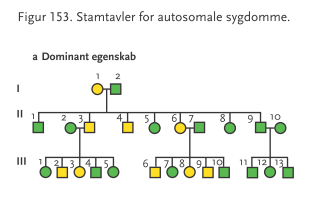 Figur 153. Stamtavler for autosomale sygdomme.
a Dominant egenskab
1 2
I
II 1 2 3 4 5 6 7 8 9 10
III 1 2 3 4 5 6 7 8 9 10 11 12 13